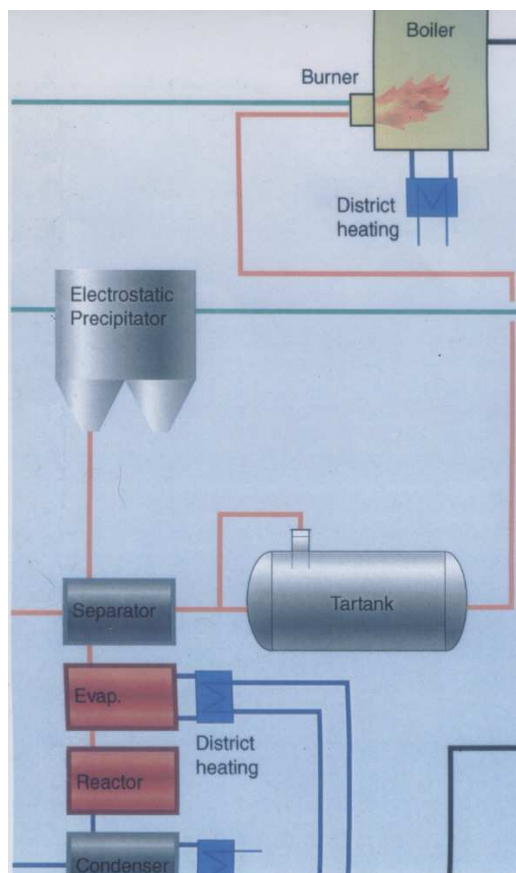 Boiler
Burner
District
heating
Electrostatic
Precipitator
Separator
Tartank
Evap.
District
heating
Reactor
Condenser